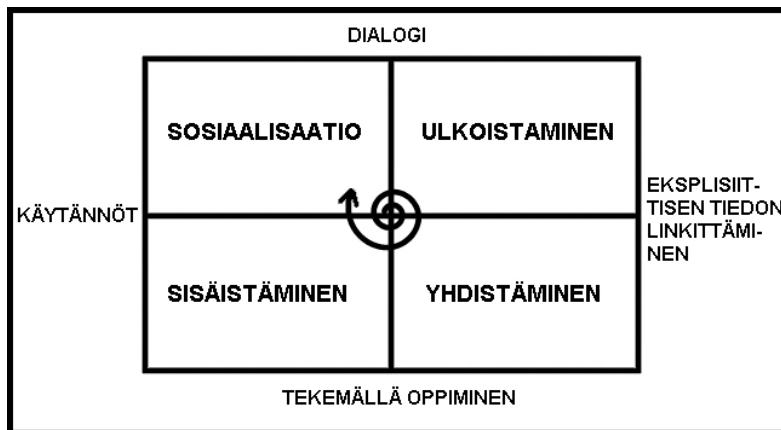 DIALOGI
SOSIAALISAATIO
ULKOISTAMINEN
KÄYTÄNNÖT
EKSPLISIIT-
TISEN TIEDON
LINKITTÄMI-
NEN
SISÄISTÄMINEN
YHDISTÄMINEN
TEKEMÄLLÄ OPPIMINEN